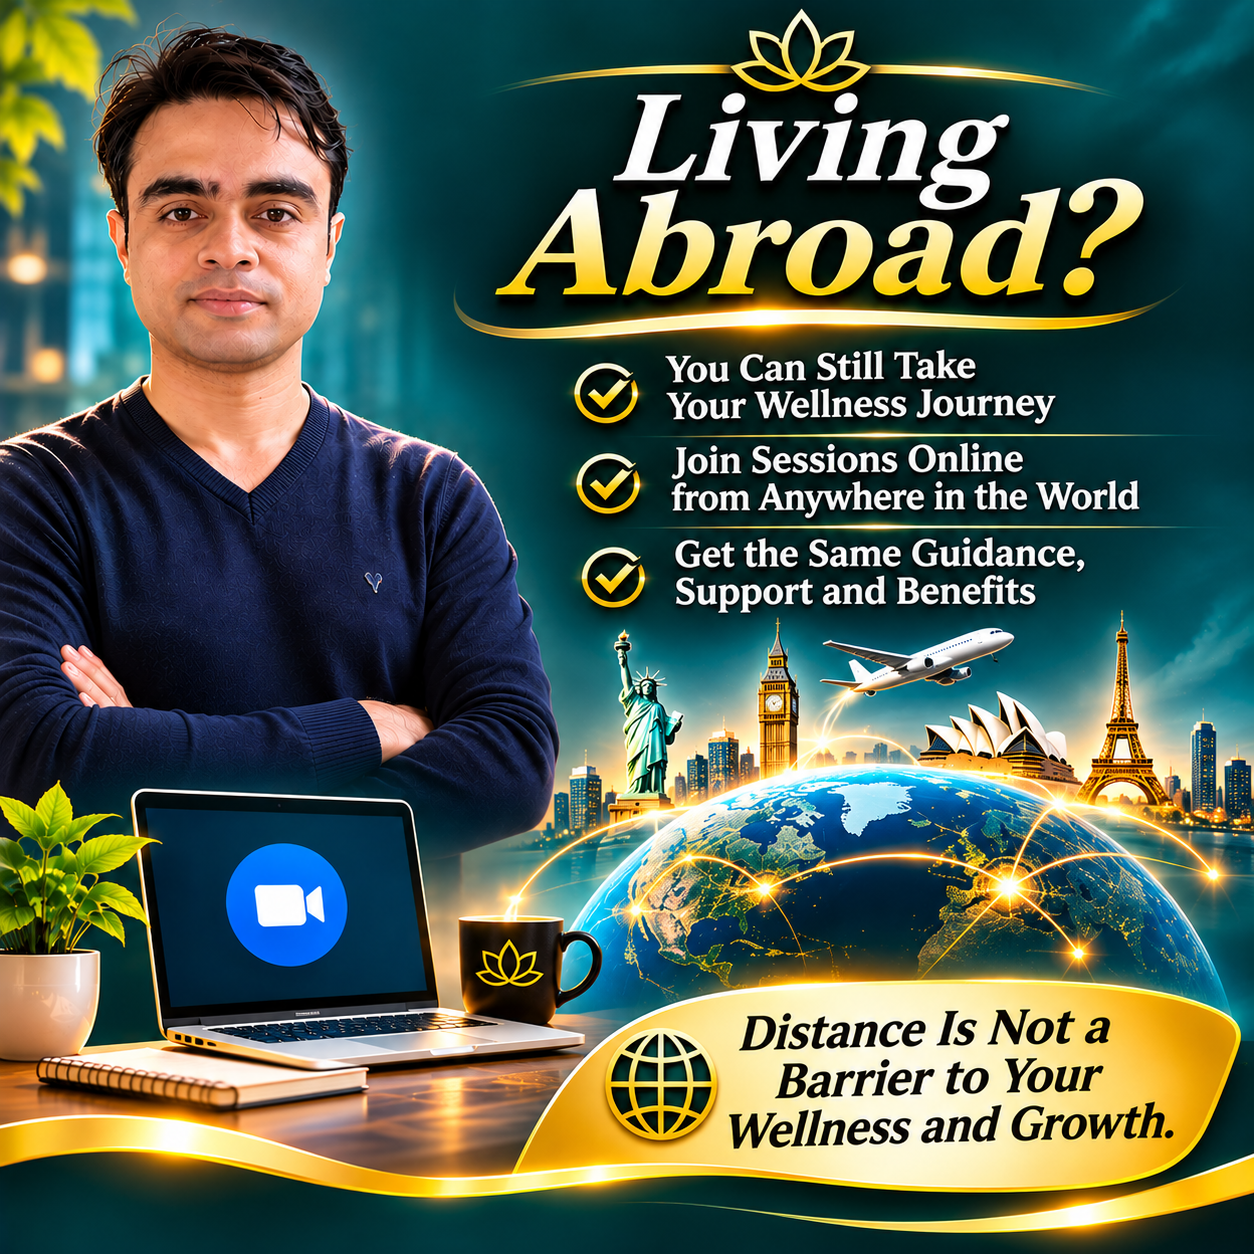 Living
Abroad?
You Can Still Take
Your Wellness Journey
Join Sessions Online
from Anywhere in the World
Get the Same Guidance,
Support and Benefits
Distance Is Not a
Barrier to Your
Wellness and Growth.